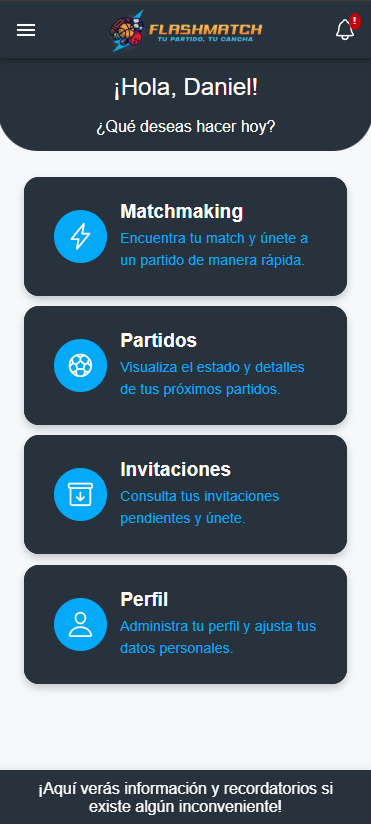 FLASHMATCH
TU PARTIDO, TU CANCHA
!
¡Hola, Daniel!
¿Qué deseas hacer hoy?
Matchmaking
Encuentra tu match y únete a
un partido de manera rápida.
Partidos
Visualiza el estado y detalles
de tus próximos partidos.
Invitaciones
Consulta tus invitaciones
pendientes y únete.
Perfil
Administra tu perfil y ajusta tus
datos personales.
¡Aquí verás información y recordatorios si
existe algún inconveniente!